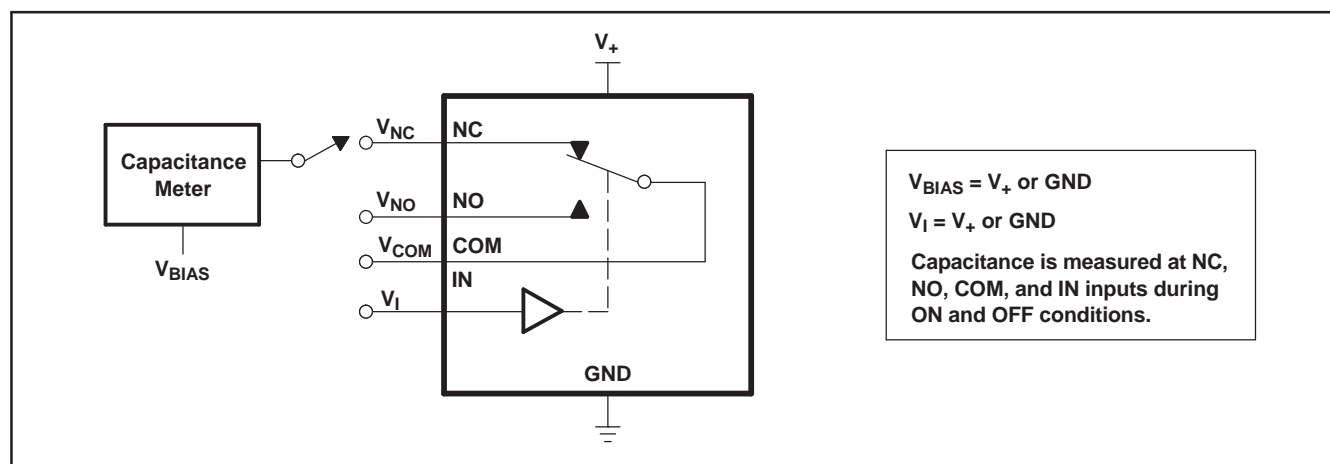 V+
VNC NC
Capacitance
Meter
VNO NO
VCOM COM
VBIAS
IN
VI
GND
VBIAS = V+ or GND
VI = V+ or GND
Capacitance is measured at NC,
NO, COM, and IN inputs during
ON and OFF conditions.